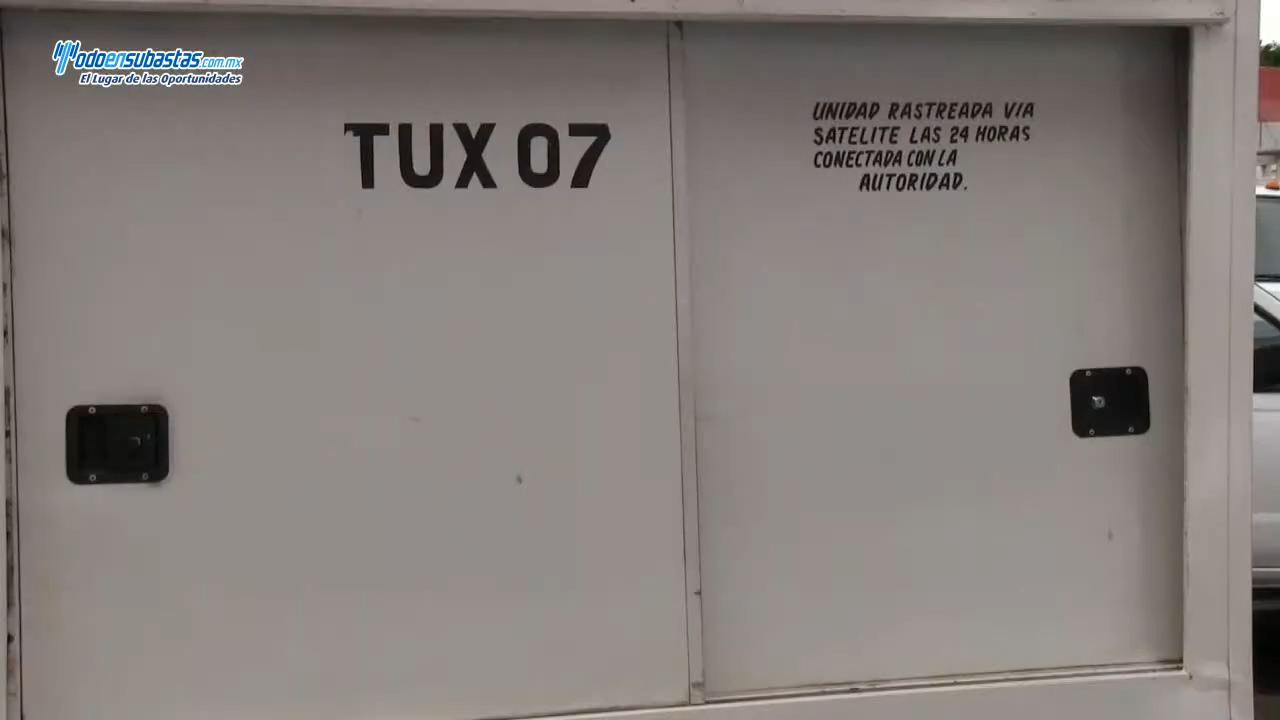 Todoensubastas.com.mx
El Lugar de las Oportunidades
TUX 07
UNIDAD RASTREADA VIA
SATELITE LAS 24 HORAS
CONECTADA CON LA
AUTORIDAD.